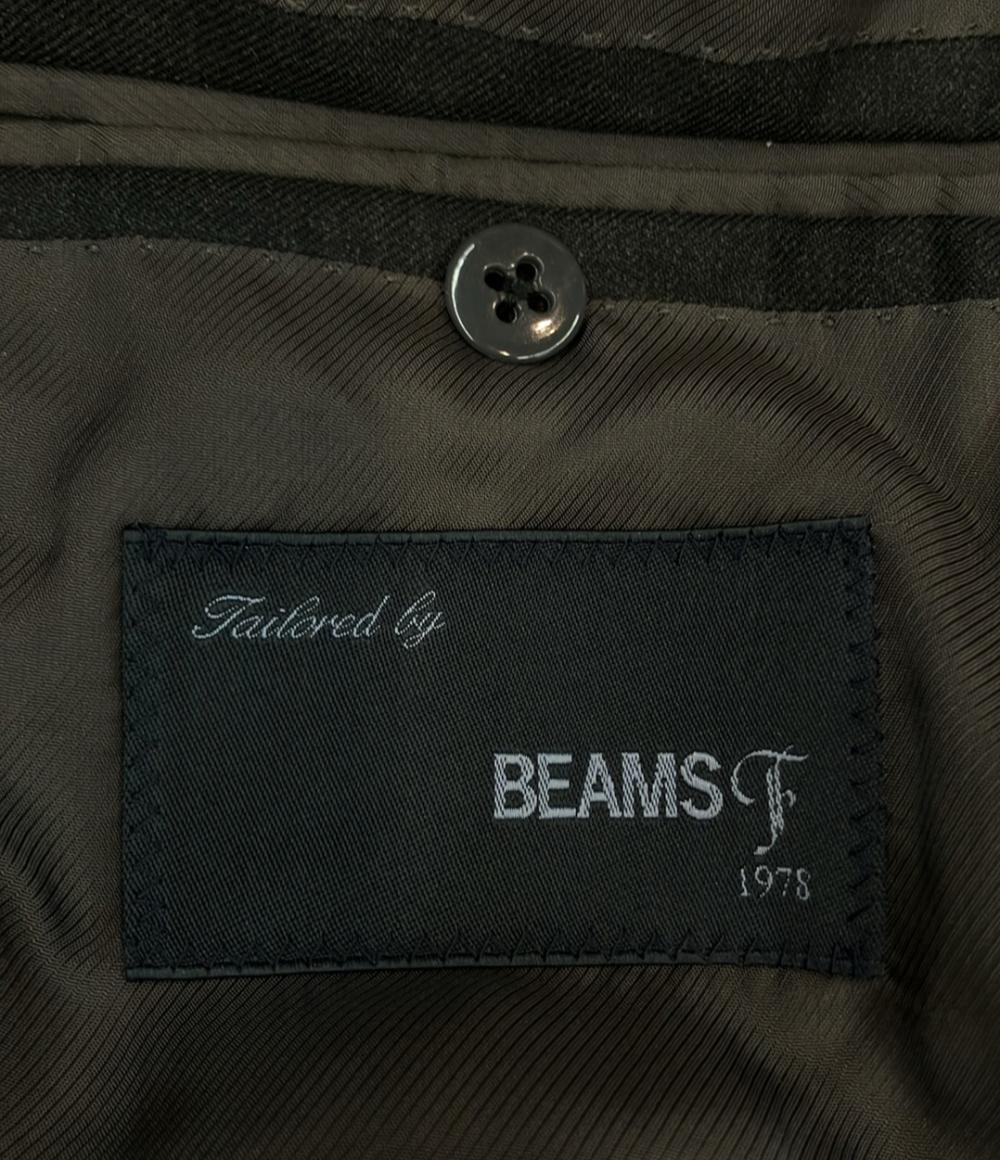 Tailored by
BEAMS F
1978